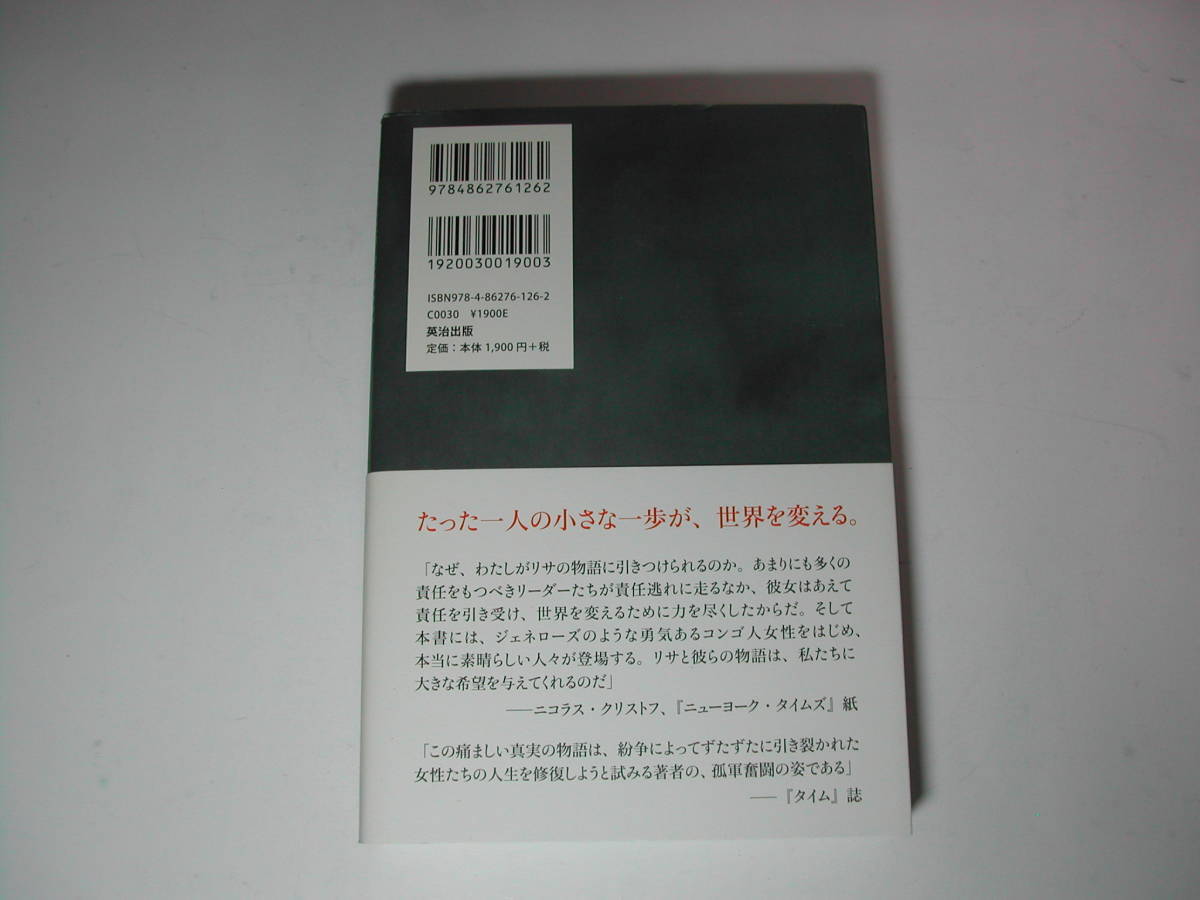 9784862761262
1920030019003
ISBN978-4-86276-126-2
C0030 ¥1900E
英治出版
定価：本体 1,900 円＋税
たった一人の小さな一歩が、世界を変える。
「なぜ、わたしがリサの物語に引きつけられるのか。あまりにも多くの
責任をもつべきリーダーたちが責任逃れに走るなか、彼女はあえて
責任を引き受け、世界を変えるために力を尽くしたからだ。そして
本書には、ジェネローズのような勇気あるコンゴ人女性をはじめ、
本当に素晴らしい人々が登場する。リサと彼らの物語は、私たちに
大きな希望を与えてくれるのだ」
——ニコラス・クリストフ、『ニューヨーク・タイムズ』紙
「この痛ましい真実の物語は、紛争によってずたずたに引き裂かれた
女性たちの人生を修復しようと試みる著者の、孤軍奮闘の姿である」
——『タイム』誌